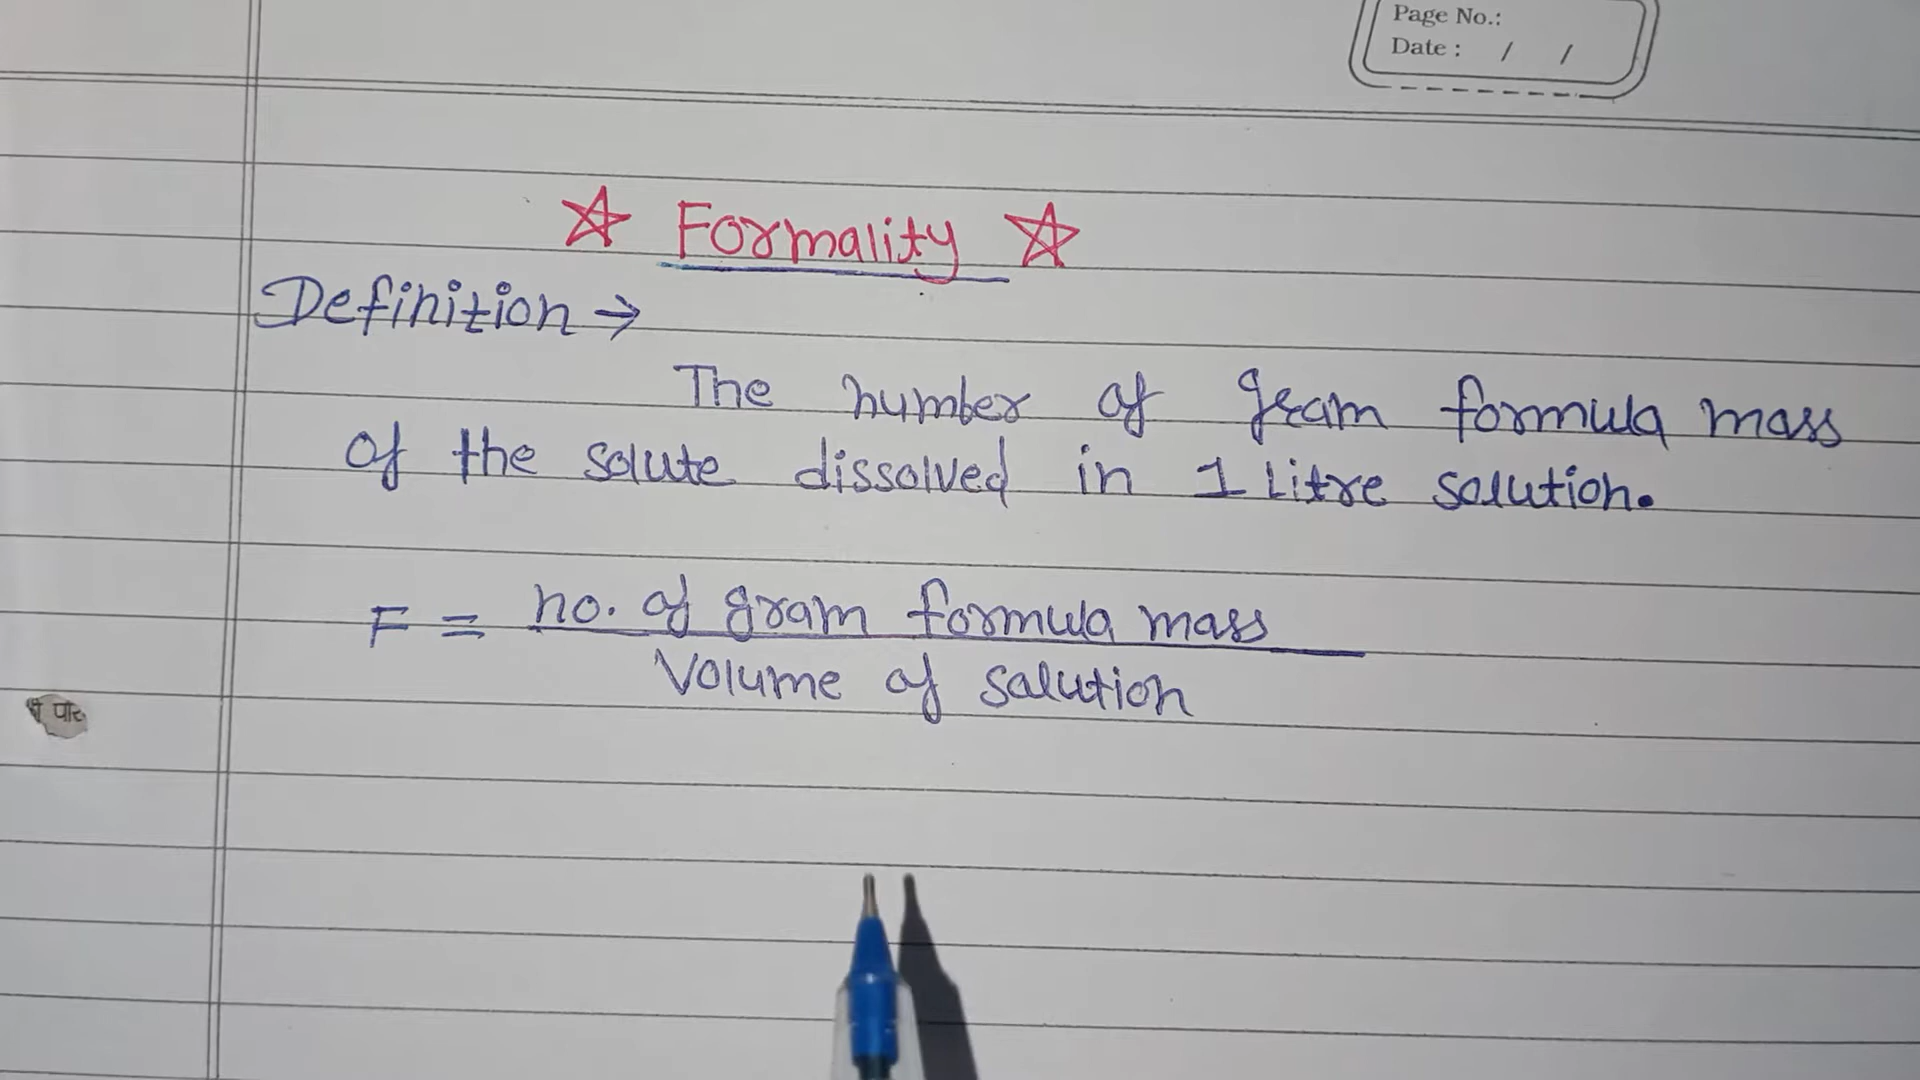 Page No.:
Date : / /
☆ Formality ☆
Definition →
The number of gram formula mass
of the solute dissolved in 1 Litre solution.
F = no. of gram formula mass
Volume of solution
पार